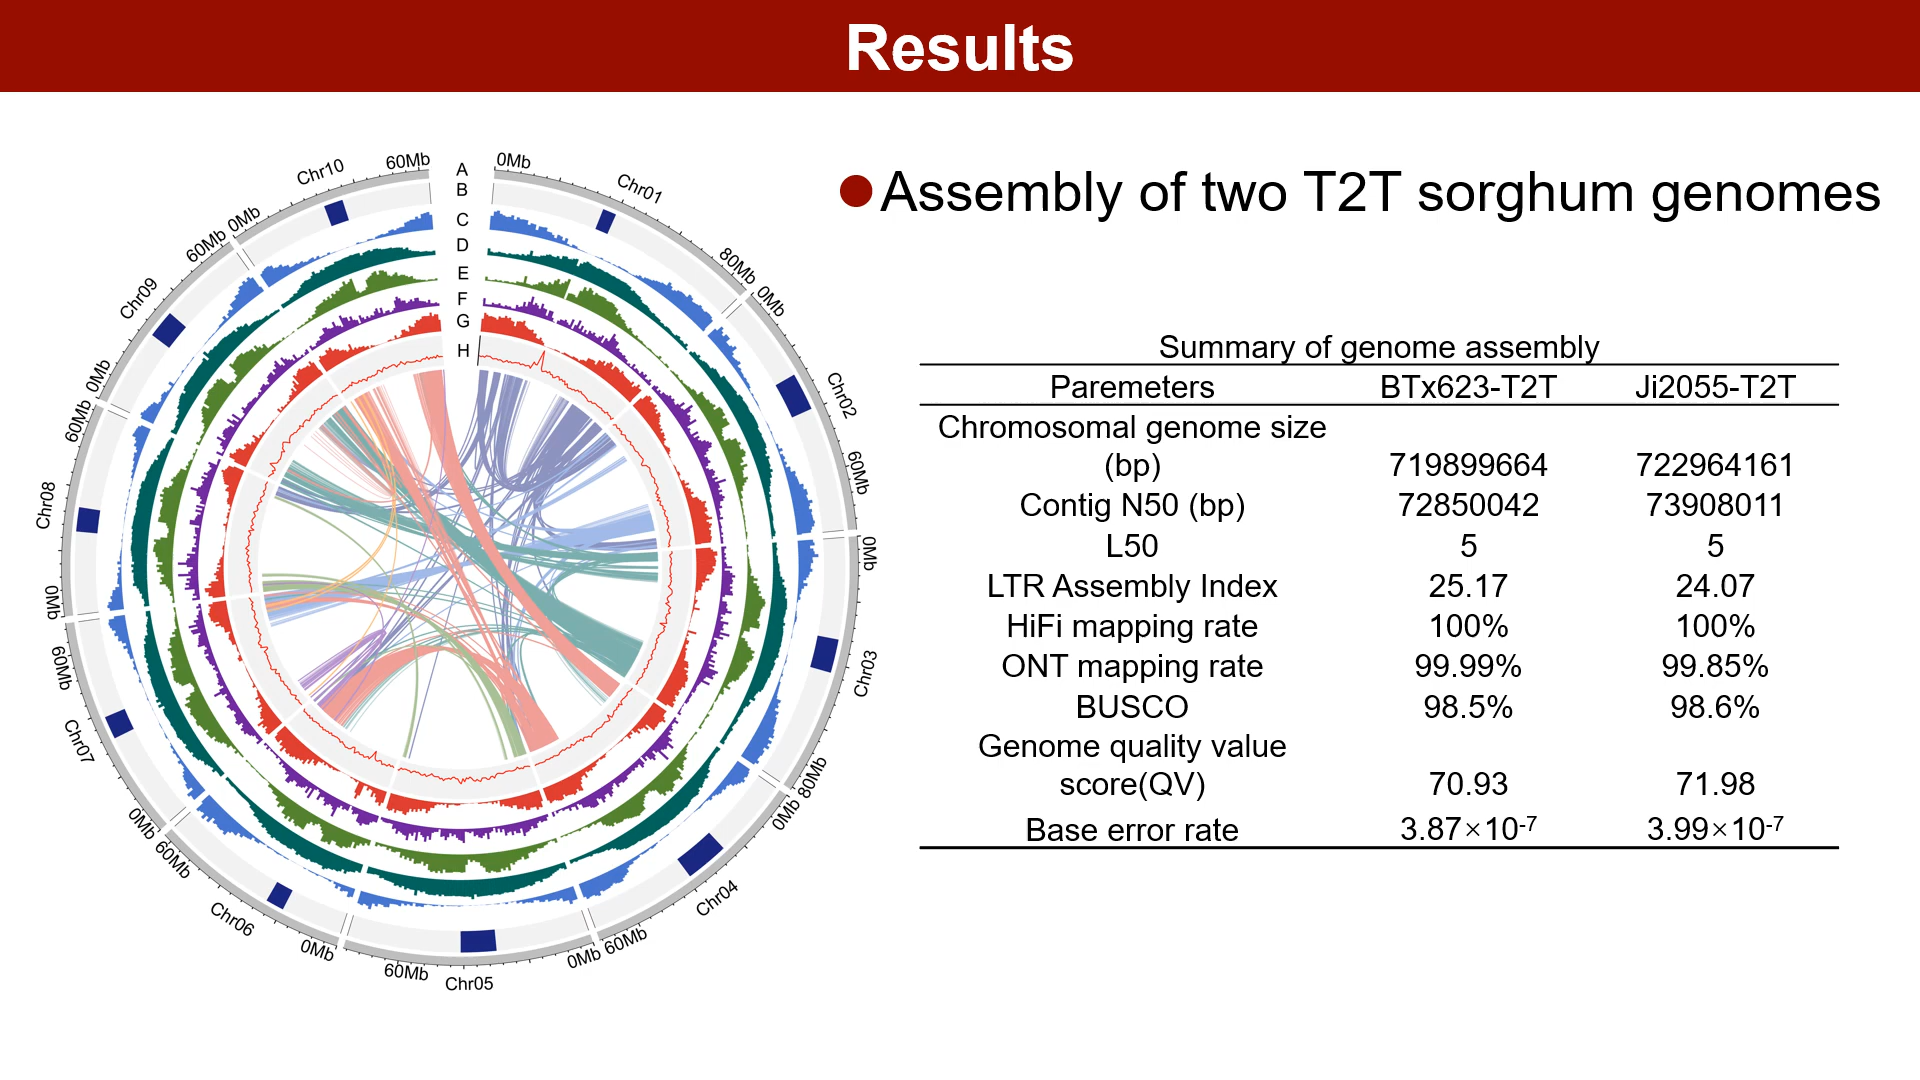 Results
Assembly of two T2T sorghum genomes
A
B
C
D
E
F
G
H
0Mb
Chr01
80Mb
0Mb
Chr02
60Mb
0Mb
Chr03
80Mb
0Mb
Chr04
60Mb
0Mb
Chr05
60Mb
0Mb
Chr06
60Mb
0Mb
Chr07
60Mb
0Mb
Chr08
60Mb
0Mb
Chr09
60Mb
0Mb
Chr10
60Mb
Summary of genome assembly
Paremeters BTx623-T2T Ji2055-T2T
Chromosomal genome size
(bp) 719899664 722964161
Contig N50 (bp) 72850042 73908011
L50 5 5
LTR Assembly Index 25.17 24.07
HiFi mapping rate 100% 100%
ONT mapping rate 99.99% 99.85%
BUSCO 98.5% 98.6%
Genome quality value
score(QV) 70.93 71.98
Base error rate 3.87×10⁻⁷ 3.99×10⁻⁷